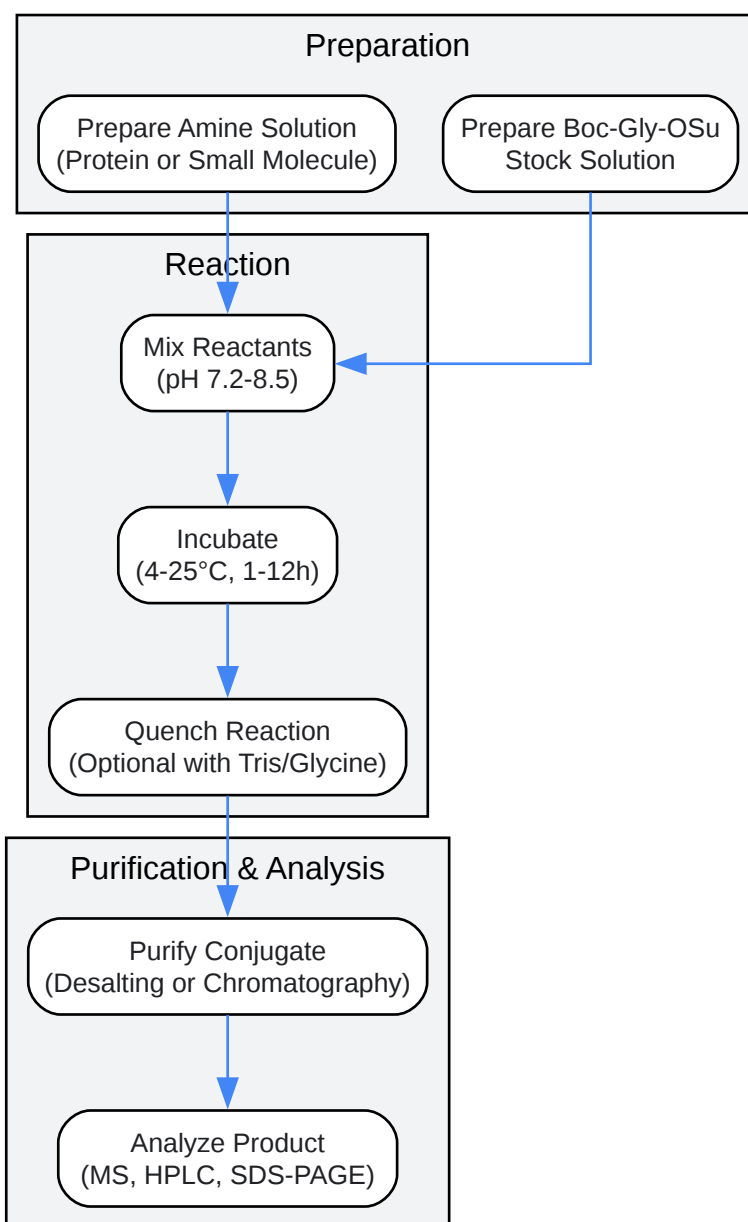 Preparation
Prepare Amine Solution
(Protein or Small Molecule)
Prepare Boc-Gly-OSu
Stock Solution
Reaction
Mix Reactants
(pH 7.2-8.5)
Incubate
(4-25°C, 1-12h)
Quench Reaction
(Optional with Tris/Glycine)
Purification & Analysis
Purify Conjugate
(Desalting or Chromatography)
Analyze Product
(MS, HPLC, SDS-PAGE)